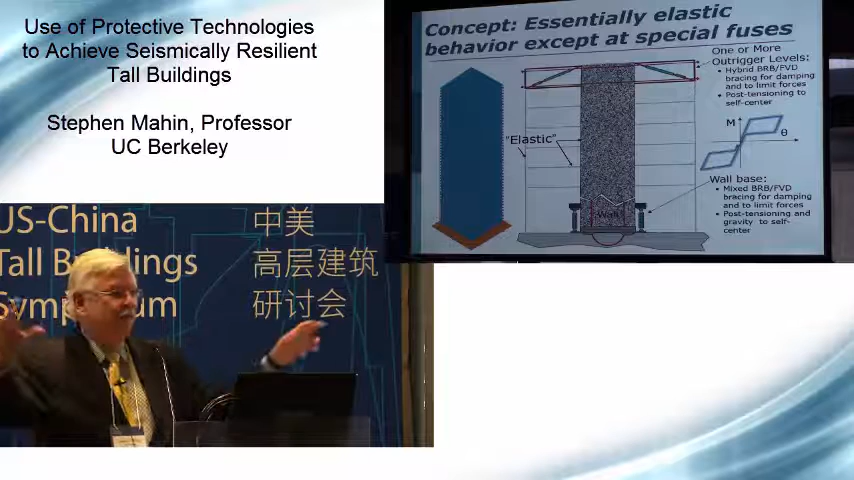 Use of Protective Technologies
to Achieve Seismically Resilient
Tall Buildings
Stephen Mahin, Professor
UC Berkeley
Concept: Essentially elastic
behavior except at special fuses
One or More
Outrigger Levels:
• Hybrid BRB/FVD
bracing for damping
and to limit forces
• Post-tensioning to
self-center
"Elastic"
M
θ
Wall base:
• Mixed BRB/FVD
bracing for damping
and to limit forces
• Post-tensioning and
gravity to self-
center
Wall
US-China
Tall Buildings
Symposium
中美
高层建筑
研讨会